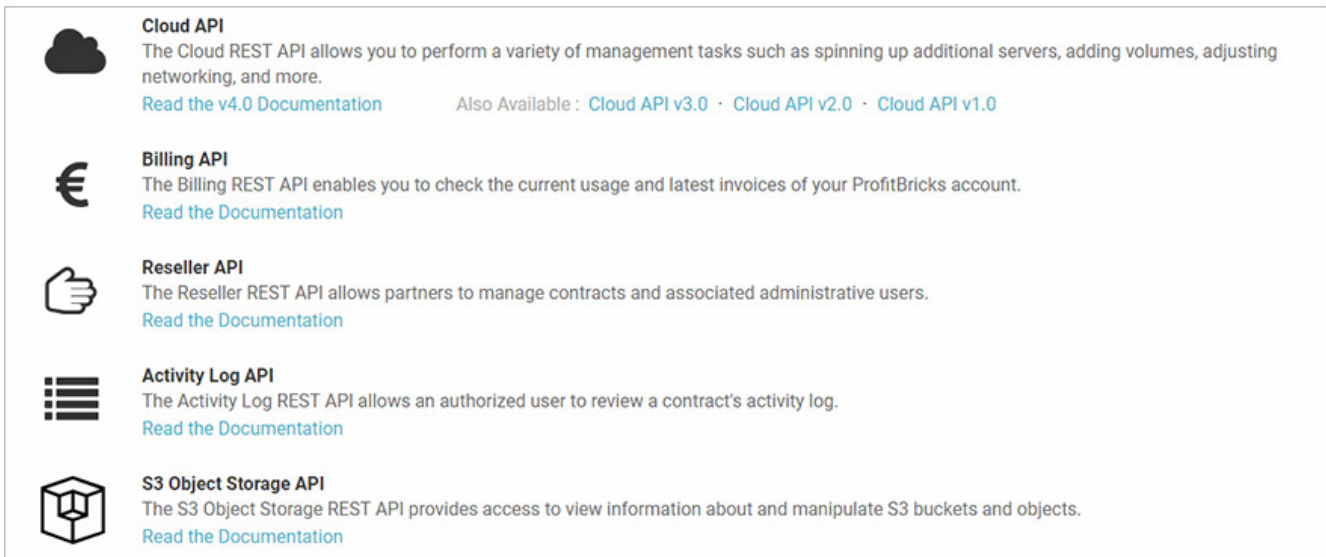 Cloud API
The Cloud REST API allows you to perform a variety of management tasks such as spinning up additional servers, adding volumes, adjusting
networking, and more.
Read the v4.0 Documentation Also Available : Cloud API v3.0 · Cloud API v2.0 · Cloud API v1.0
Billing API
The Billing REST API enables you to check the current usage and latest invoices of your ProfitBricks account.
Read the Documentation
Reseller API
The Reseller REST API allows partners to manage contracts and associated administrative users.
Read the Documentation
Activity Log API
The Activity Log REST API allows an authorized user to review a contract's activity log.
Read the Documentation
S3 Object Storage API
The S3 Object Storage REST API provides access to view information about and manipulate S3 buckets and objects.
Read the Documentation